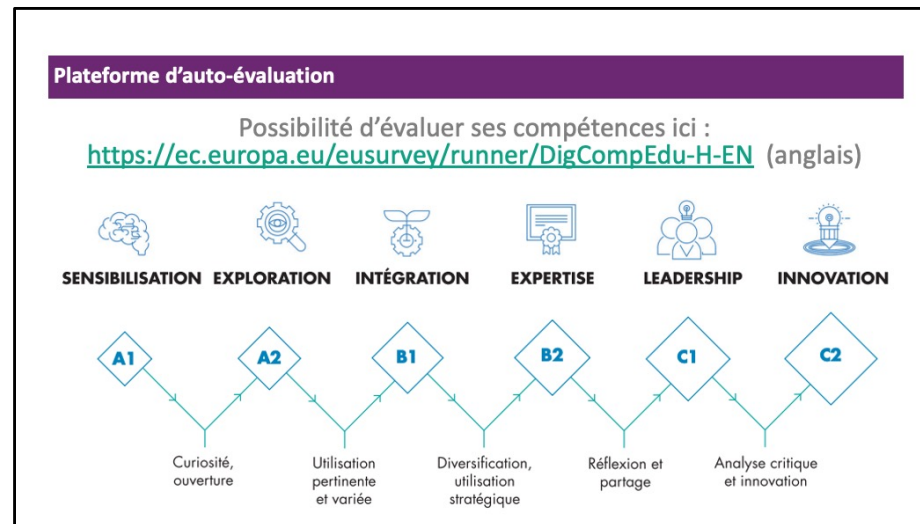 Plateforme d’auto-évaluation
Possibilité d’évaluer ses compétences ici :
https://ec.europa.eu/eusurvey/runner/DigCompEdu-H-EN (anglais)
SENSIBILISATION EXPLORATION INTÉGRATION EXPERTISE LEADERSHIP INNOVATION
A1 A2 B1 B2 C1 C2
Curiosité,
ouverture
Utilisation
pertinente
et variée
Diversification,
utilisation
stratégique
Réflexion et
partage
Analyse critique
et innovation